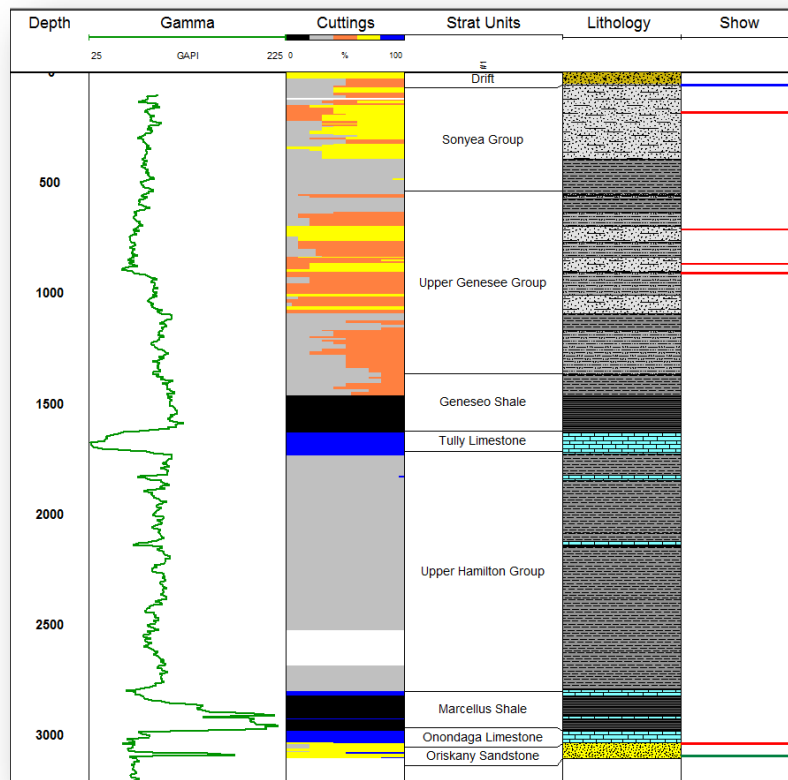 Depth Gamma Cuttings Strat Units Lithology Show
25 GAPI 225 0 % 100
0
Drift
Sonyea Group
500
Upper Genesee Group
1000
Geneseo Shale
1500
Tully Limestone
2000
Upper Hamilton Group
2500
Marcellus Shale
3000
Onondaga Limestone
Oriskany Sandstone